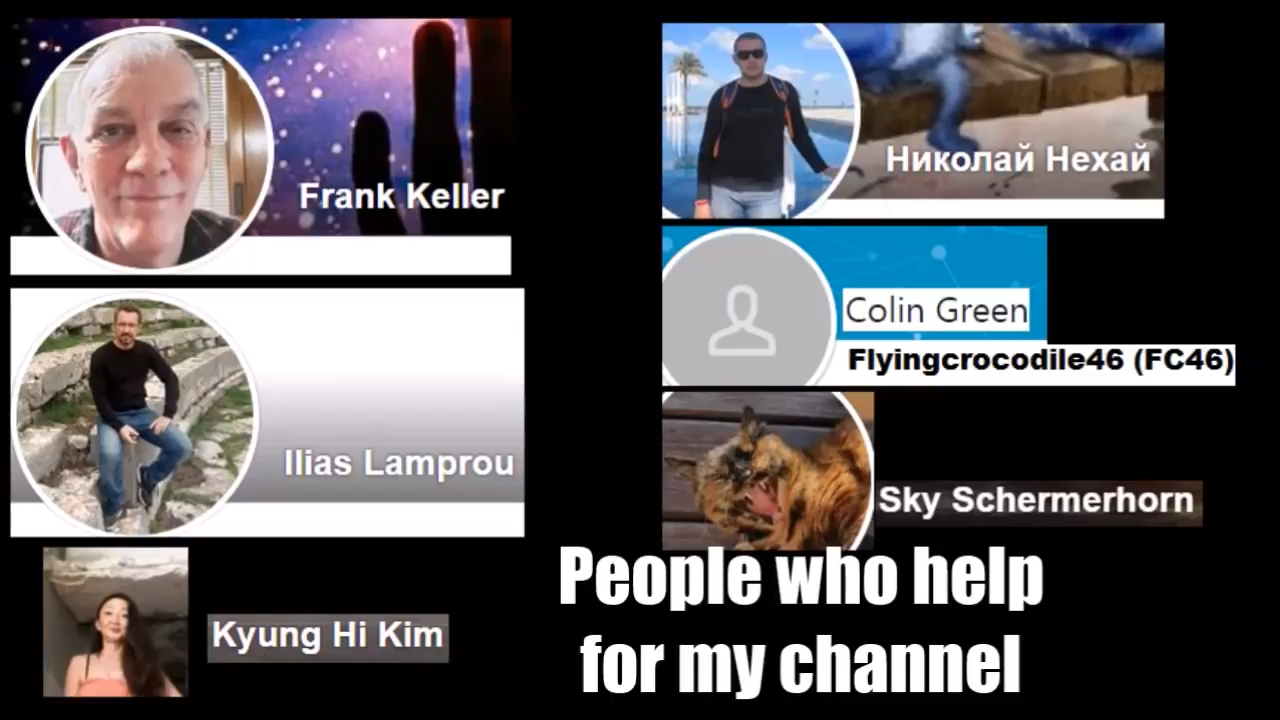 Frank Keller
Николай Нехай
Colin Green
Flyingcrocodile46 (FC46)
Ilias Lamprou
Sky Schermerhorn
Kyung Hi Kim
People who help
for my channel